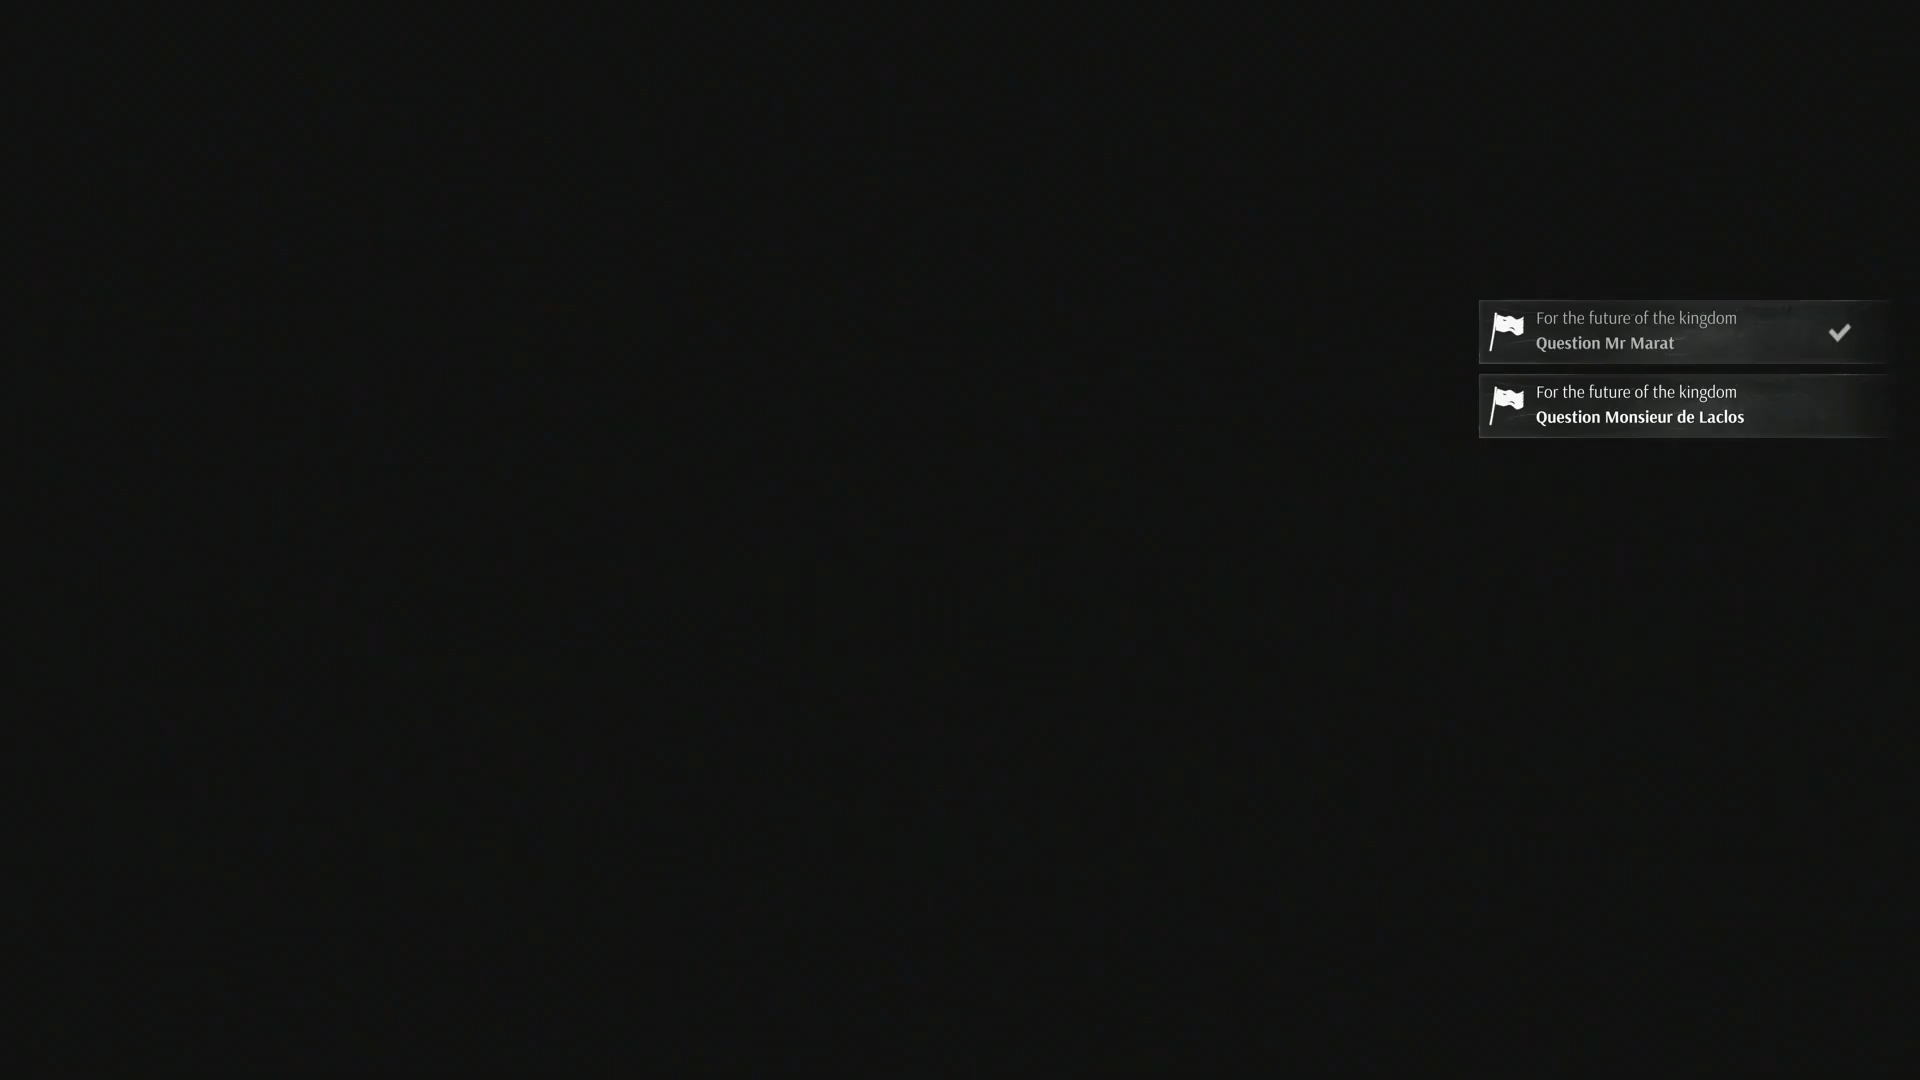 For the future of the kingdom
Question Mr Marat
For the future of the kingdom
Question Monsieur de Laclos